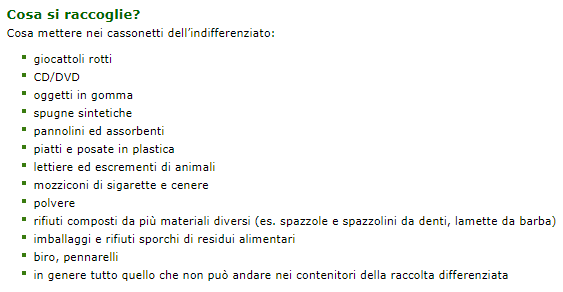 Cosa si raccoglie?
Cosa mettere nei cassonetti dell'indifferenziato:
giocattoli rotti
CD/DVD
oggetti in gomma
spugne sintetiche
pannolini ed assorbenti
piatti e posate in plastica
lettiere ed escrementi di animali
mozziconi di sigarette e cenere
polvere
rifiuti composti da più materiali diversi (es. spazzole e spazzolini da denti, lamette da barba)
imballaggi e rifiuti sporchi di residui alimentari
biro, pennarelli
in genere tutto quello che non può andare nei contenitori della raccolta differenziata